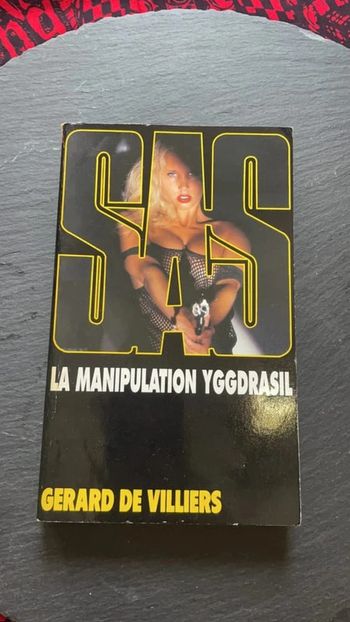 SAS
LA MANIPULATION YGGDRASIL
GERARD DE VILLIERS